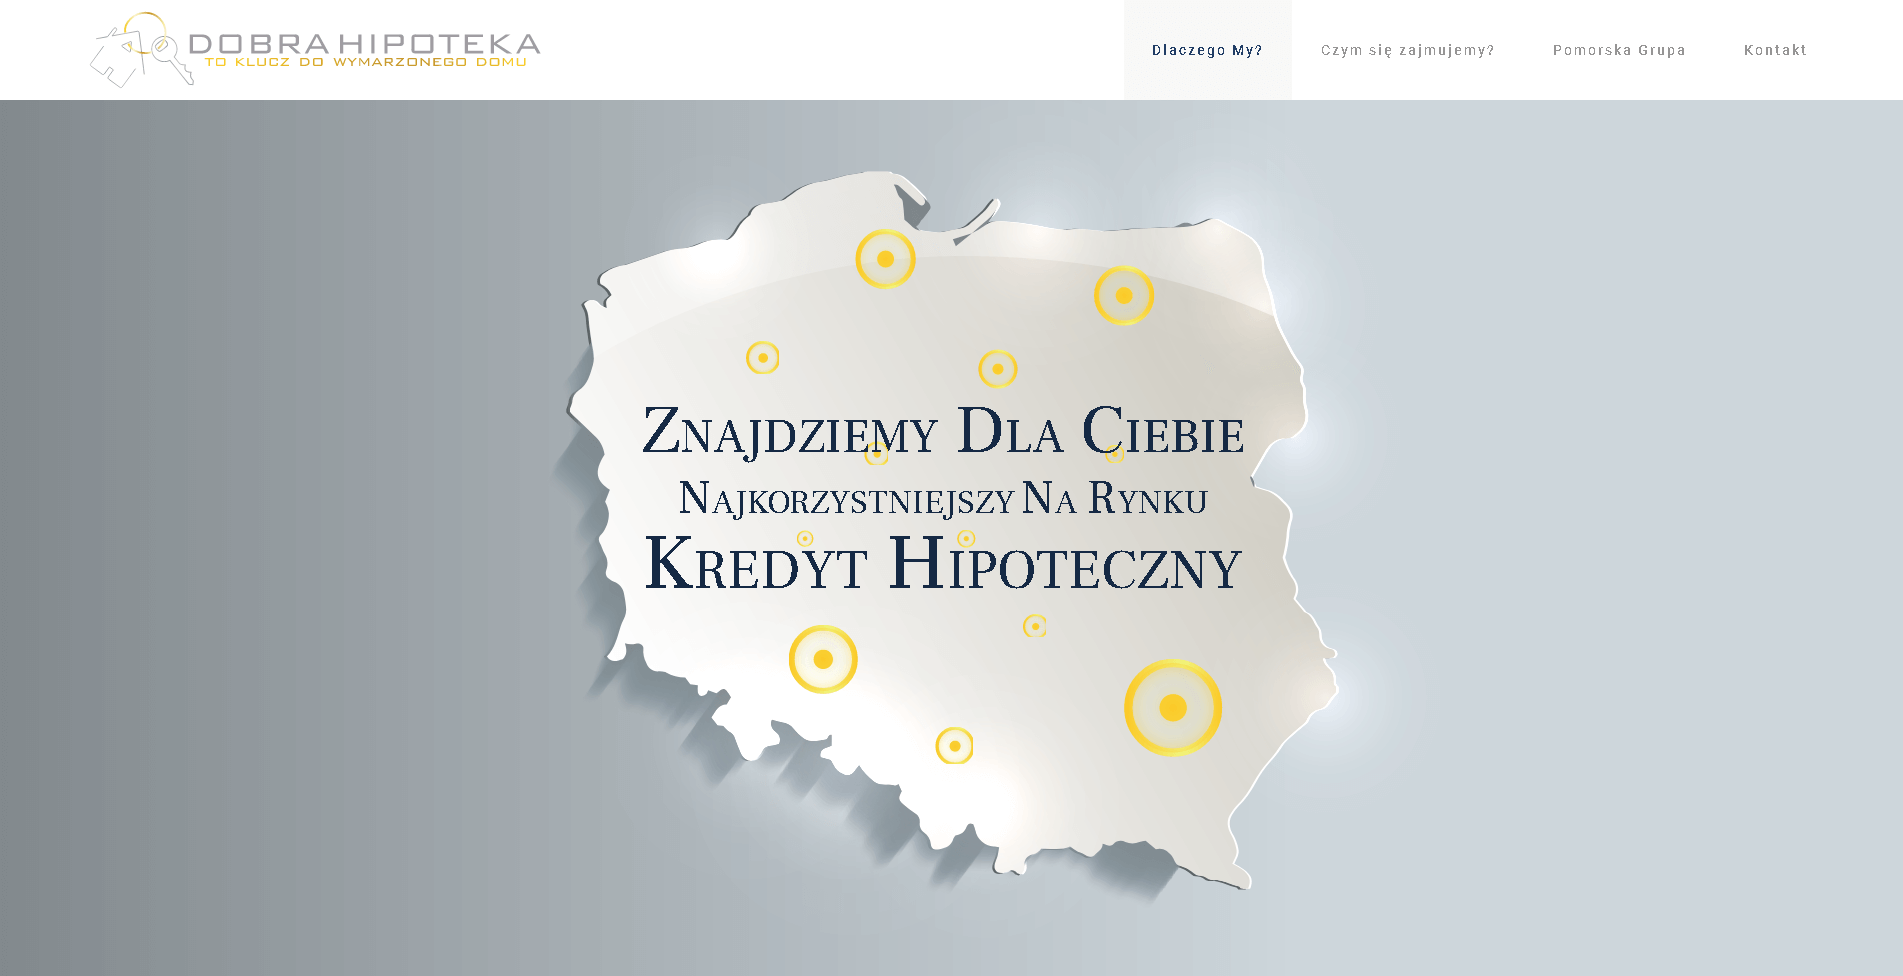 DOBRA HIPOTEKA
TO KLUCZ DO WYMARZONEGO DOMU
Dlaczego My?
Czym się zajmujemy?
Pomorska Grupa
Kontakt
Znajdziemy Dla Ciebie
Najkorzystniejszy Na Rynku
Kredyt Hipoteczny